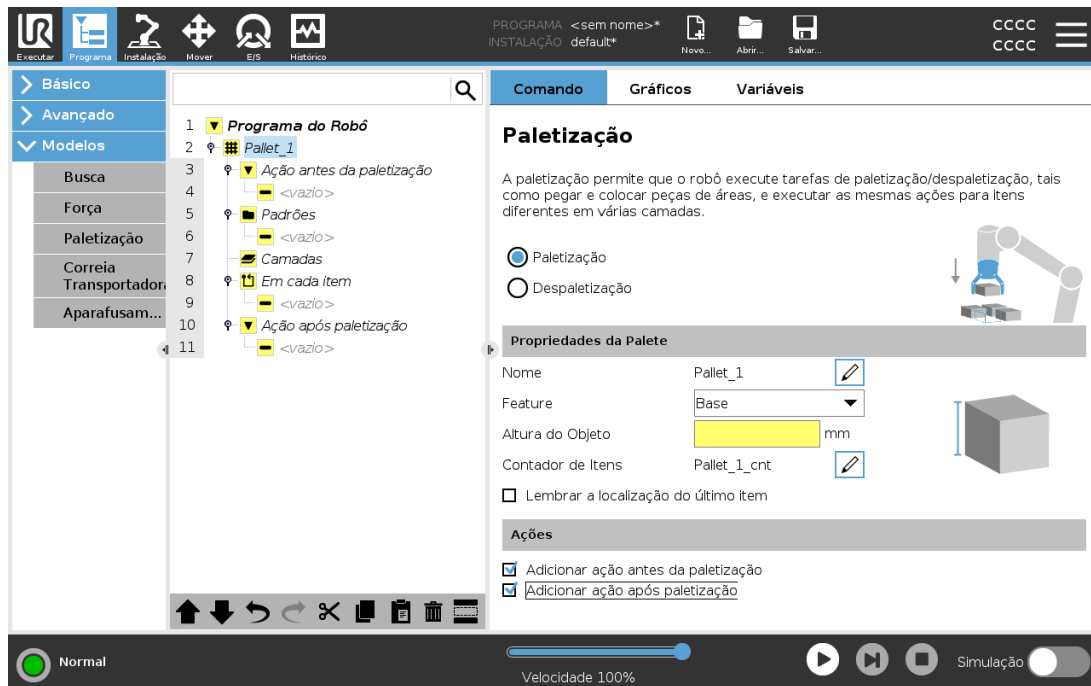 PROGRAMA <sem nome>*
INSTALAÇÃO default*
CCCC
CCCC
UR
Executar Programa Instalação Mover E/S Histórico Novo... Abrir... Salvar...
Básico
Avançado
Modelos
Busca
Força
Paletização
Correia
Transportadora
Aparafusam...
1 Programa do Robô
2 Pallet_1
3 Ação antes da paletização
4 <vazio>
5 Padrões
6 <vazio>
7 Camadas
8 Em cada item
9 <vazio>
10 Ação após paletização
11 <vazio>
Comando Gráficos Variáveis
Paletização
A paletização permite que o robô execute tarefas de paletização/despaletização, tais
como pegar e colocar peças de áreas, e executar as mesmas ações para itens
diferentes em várias camadas.
Paletização
Despaletização
Propriedades da Palete
Nome Pallet_1
Feature Base
Altura do Objeto mm
Contador de Itens Pallet_1_cnt
Lembrar a localização do último item
Ações
Adicionar ação antes da paletização
Adicionar ação após paletização
Normal
Velocidade 100%
Simulação